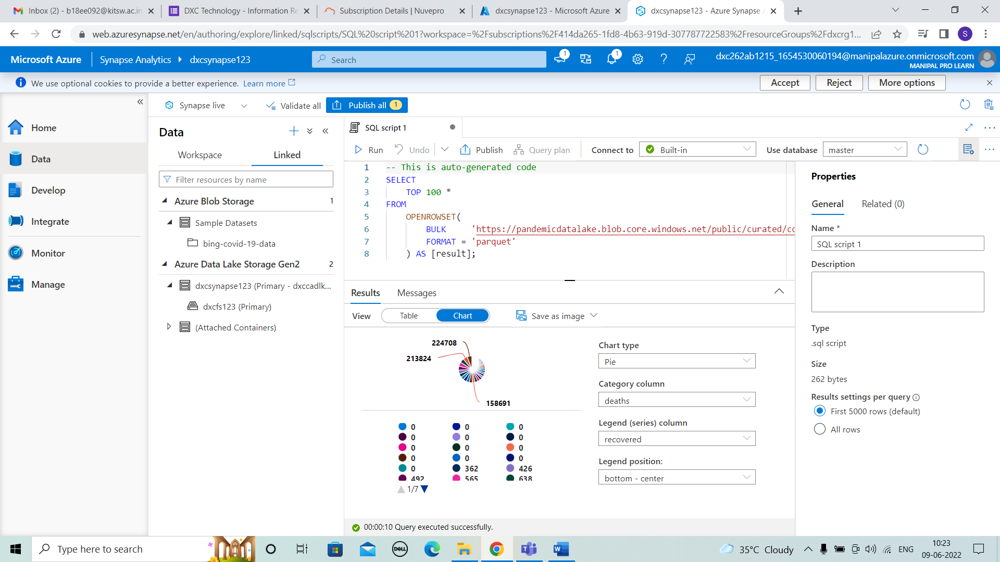 Inbox (2) - b18ee092@kitsw.ac.in
DXC Technology - Information Re
Subscription Details | Nuvepro
dxcsynapse123 - Microsoft Azure
dxcsynapse123 - Azure Synapse A
web.azuresynapse.net/en/authoring/explore/linked/sqlscripts/SQL%20script%201?workspace=%2Fsubscriptions%2F414da265-1fd8-4b63-919d-307787722583%2FresourceGroups%2Fdxcrg1...
S
Microsoft Azure
Synapse Analytics
dxcsynapse123
Search
1
1
dxc262ab1215_1654530060194@manipalazure.onmicrosoft.com
MANIPAL PRO LEARN
We use optional cookies to provide a better experience. Learn more
Accept
Reject
More options
Synapse live
Validate all
Publish all 1
Home
Data
Develop
Integrate
Monitor
Manage
Data
Workspace
Linked
Filter resources by name
Azure Blob Storage 1
Sample Datasets
bing-covid-19-data
Azure Data Lake Storage Gen2 2
dxcsynapse123 (Primary - dxccadlk...
dxcfs123 (Primary)
(Attached Containers)
SQL script 1
Run
Undo
Publish
Query plan
Connect to
Built-in
Use database
master
1 -- This is auto-generated code
2 SELECT
3 TOP 100 *
4 FROM
5 OPENROWSET(
6 BULK 'https://pandemicdatalake.blob.core.windows.net/public/curated/co
7 FORMAT = 'parquet'
8 ) AS [result];
Results
Messages
View
Table
Chart
Save as image
224708
213824
158691
0 0 0
0 0 0
0 0 0
0 0 0
0 362 426
492 565 638
1/7
Chart type
Pie
Category column
deaths
Legend (series) column
recovered
Legend position:
bottom - center
00:00:10 Query executed successfully.
Properties
General
Related (0)
Name *
SQL script 1
Description
Type
.sql script
Size
262 bytes
Results settings per query
First 5000 rows (default)
All rows
Type here to search
DELL
35°C Cloudy
ENG
10:23
09-06-2022